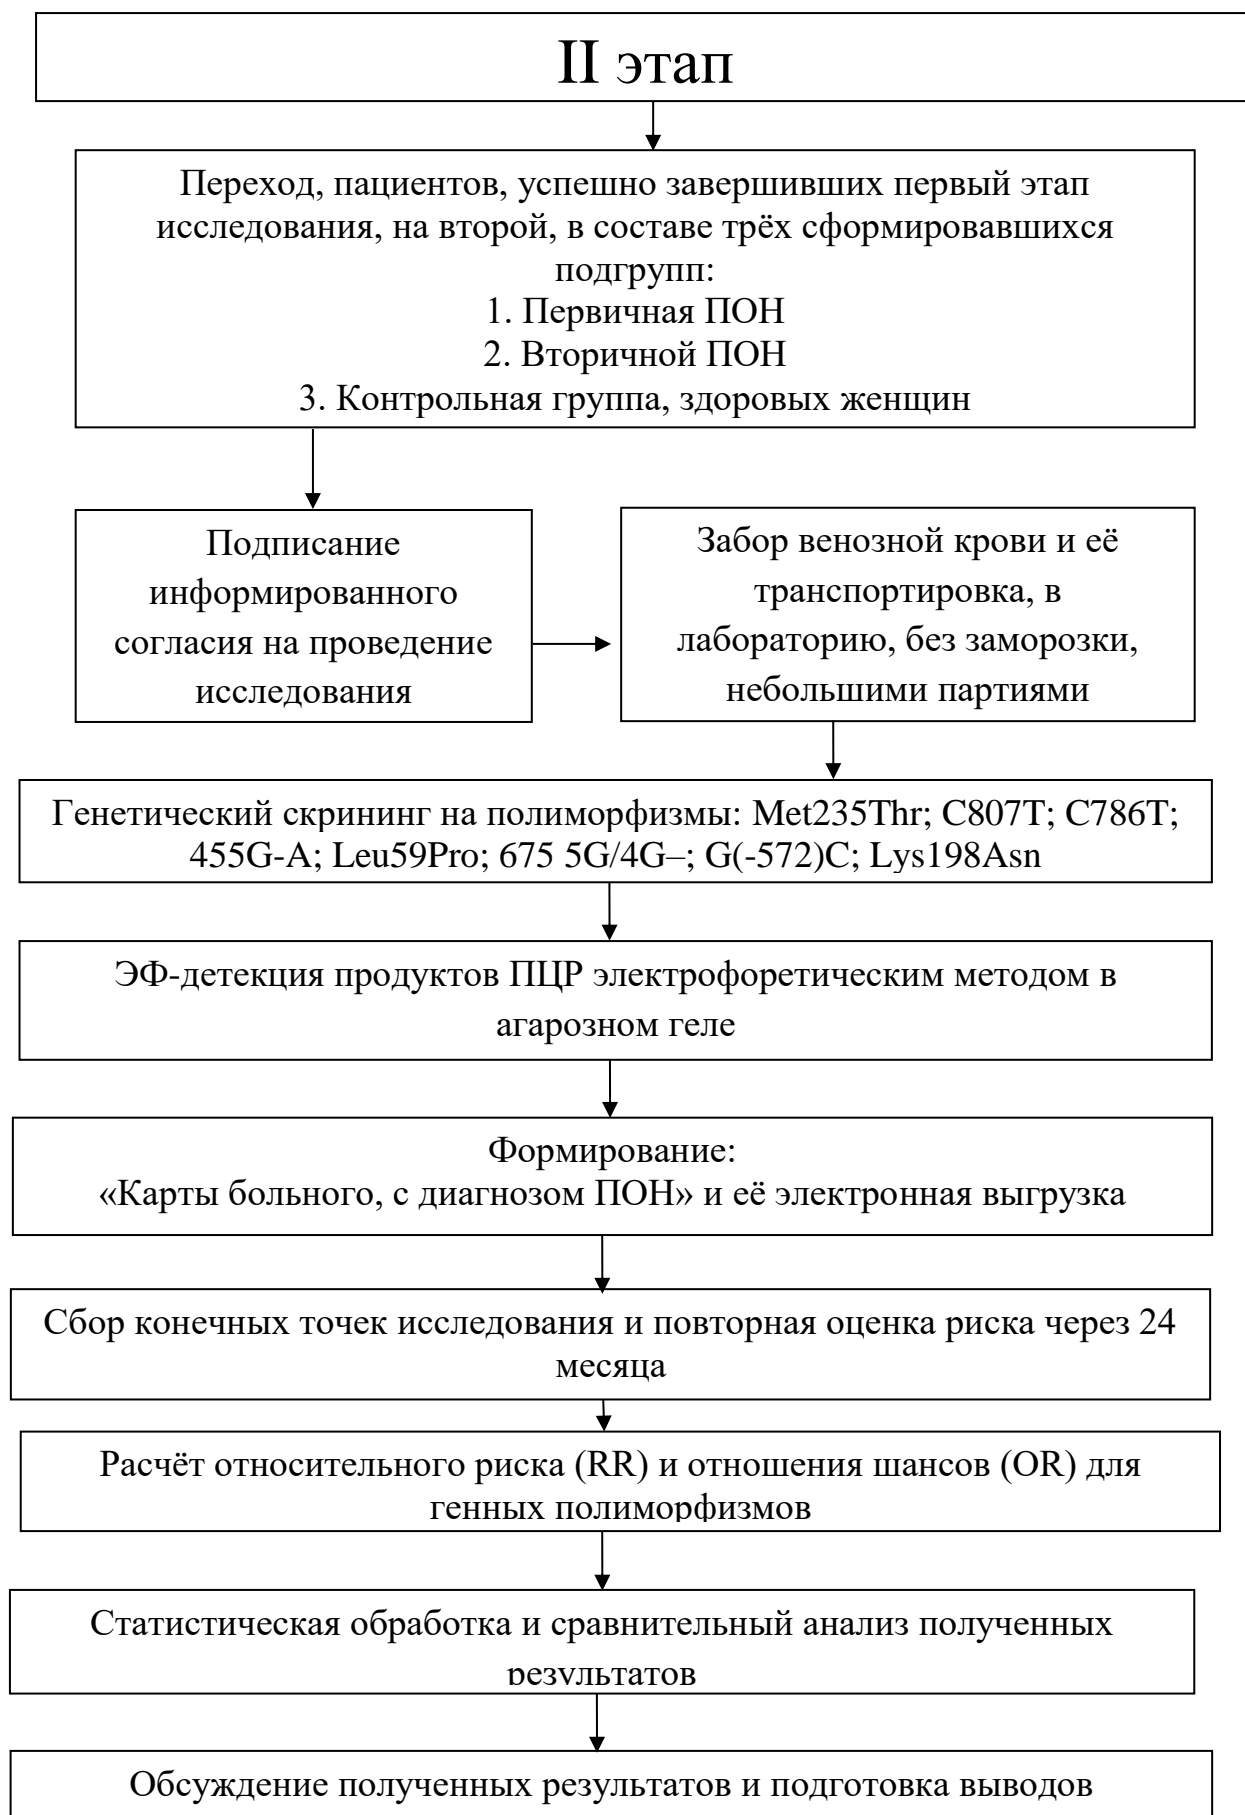 II этап
Переход, пациентов, успешно завершивших первый этап
исследования, на второй, в составе трёх сформировавшихся
подгрупп:
1. Первичная ПОН
2. Вторичной ПОН
3. Контрольная группа, здоровых женщин
Подписание
информированного
согласия на проведение
исследования
Забор венозной крови и её
транспортировка, в
лабораторию, без заморозки,
небольшими партиями
Генетический скрининг на полиморфизмы: Met235Thr; C807T; C786T;
455G-A; Leu59Pro; 675 5G/4G–; G(-572)C; Lys198Asn
ЭФ-детекция продуктов ПЦР электрофоретическим методом в
агарозном геле
Формирование:
«Карты больного, с диагнозом ПОН» и её электронная выгрузка
Сбор конечных точек исследования и повторная оценка риска через 24
месяца
Расчёт относительного риска (RR) и отношения шансов (OR) для
генных полиморфизмов
Статистическая обработка и сравнительный анализ полученных
результатов
Обсуждение полученных результатов и подготовка выводов